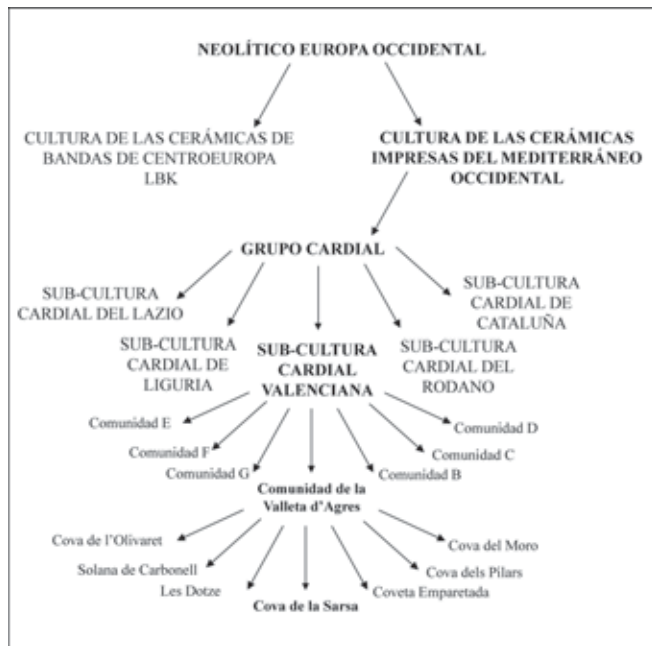 NEOLÍTICO EUROPA OCCIDENTAL
CULTURA DE LAS CERÁMICAS DE
BANDAS DE CENTROEUROPA
LBK
CULTURA DE LAS CERÁMICAS
IMPRESAS DEL MEDITERRÁNEO
OCCIDENTAL
GRUPO CARDIAL
SUB-CULTURA
CARDIAL DEL LAZIO
SUB-CULTURA
CARDIAL DE
LIGURIA
SUB-CULTURA
CARDIAL
VALENCIANA
SUB-CULTURA
CARDIAL DEL
RODANO
SUB-CULTURA
CARDIAL DE
CATALUÑA
Comunidad E
Comunidad F
Comunidad G
Comunidad de la
Valleta d'Agres
Comunidad B
Comunidad C
Comunidad D
Cova de l'Olivaret
Solana de Carbonell
Les Dotze
Cova de la Sarsa
Coveta Emparetada
Cova dels Pilars
Cova del Moro